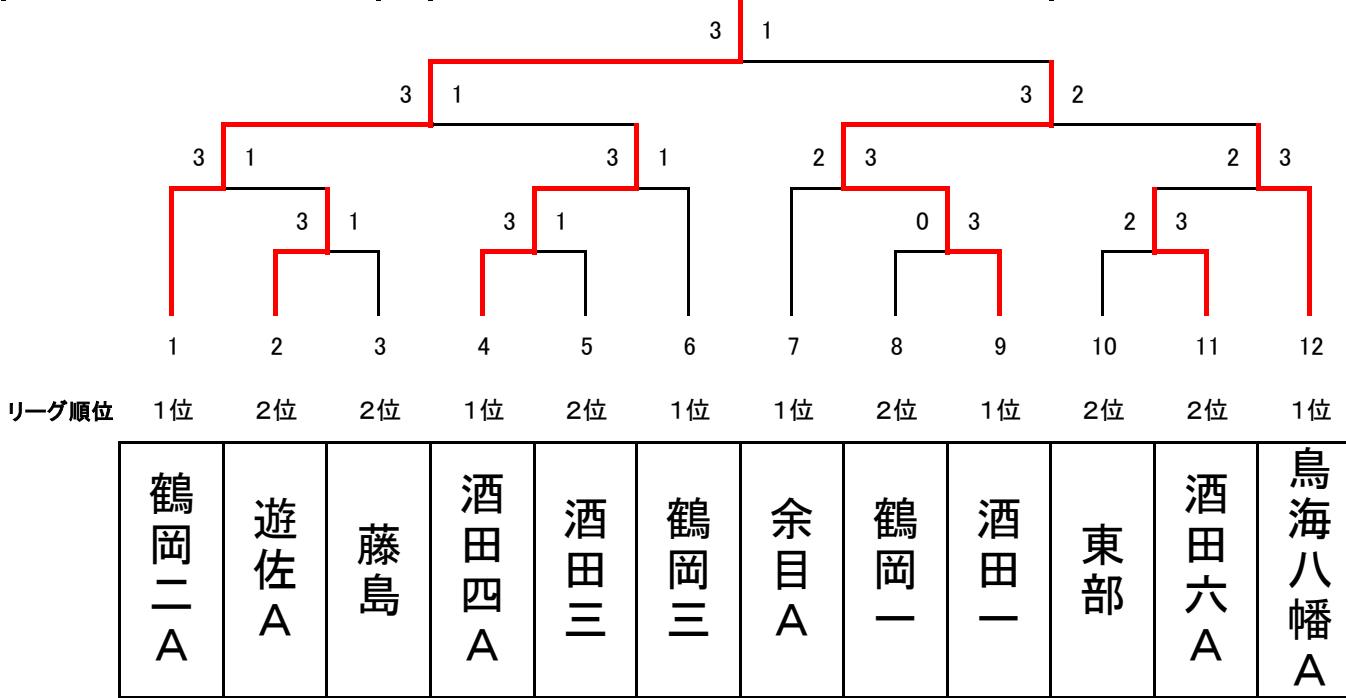 3 1
3 1 3 2
3 1 3 1 2 3 2 3
3 1 3 1 0 3 2 3
1 2 3 4 5 6 7 8 9 10 11 12
リーグ順位 1位 2位 2位 1位 2位 1位 1位 2位 1位 2位 2位 1位
鶴岡二A
遊佐A
藤島
酒田四A
酒田三
鶴岡三
余目A
鶴岡一
酒田一
東部
酒田六A
鳥海八幡A